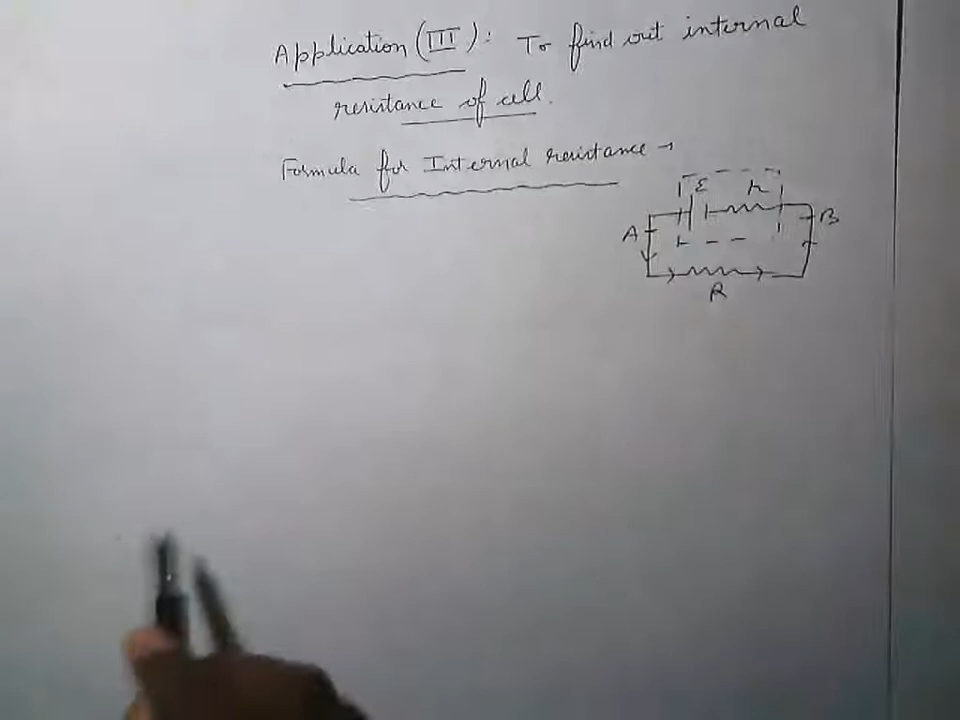 Application (III): To find out internal
resistance of cell.
Formula for Internal resistance →
ε r
A B
R